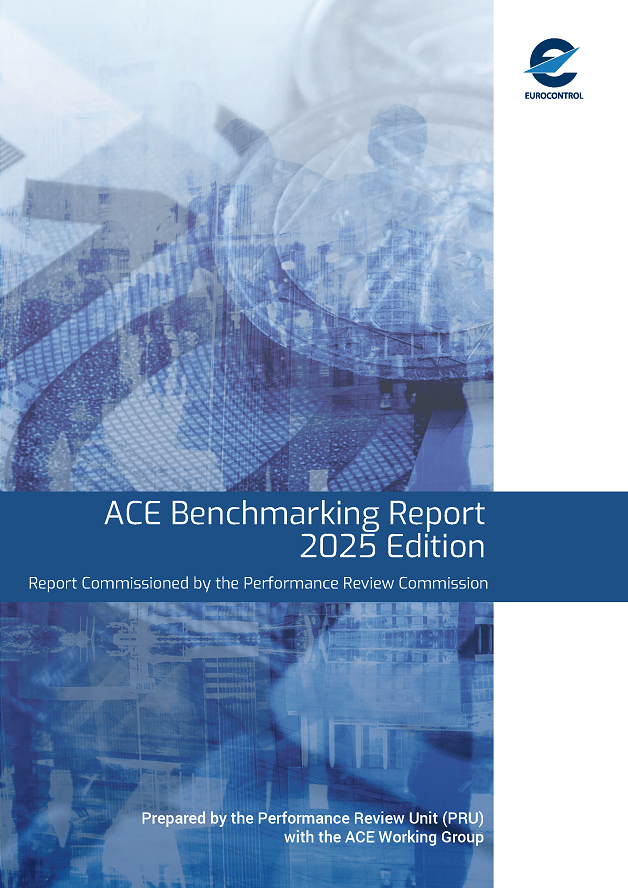 EUROCONTROL
ACE Benchmarking Report
2025 Edition
Report Commissioned by the Performance Review Commission
Prepared by the Performance Review Unit (PRU)
with the ACE Working Group